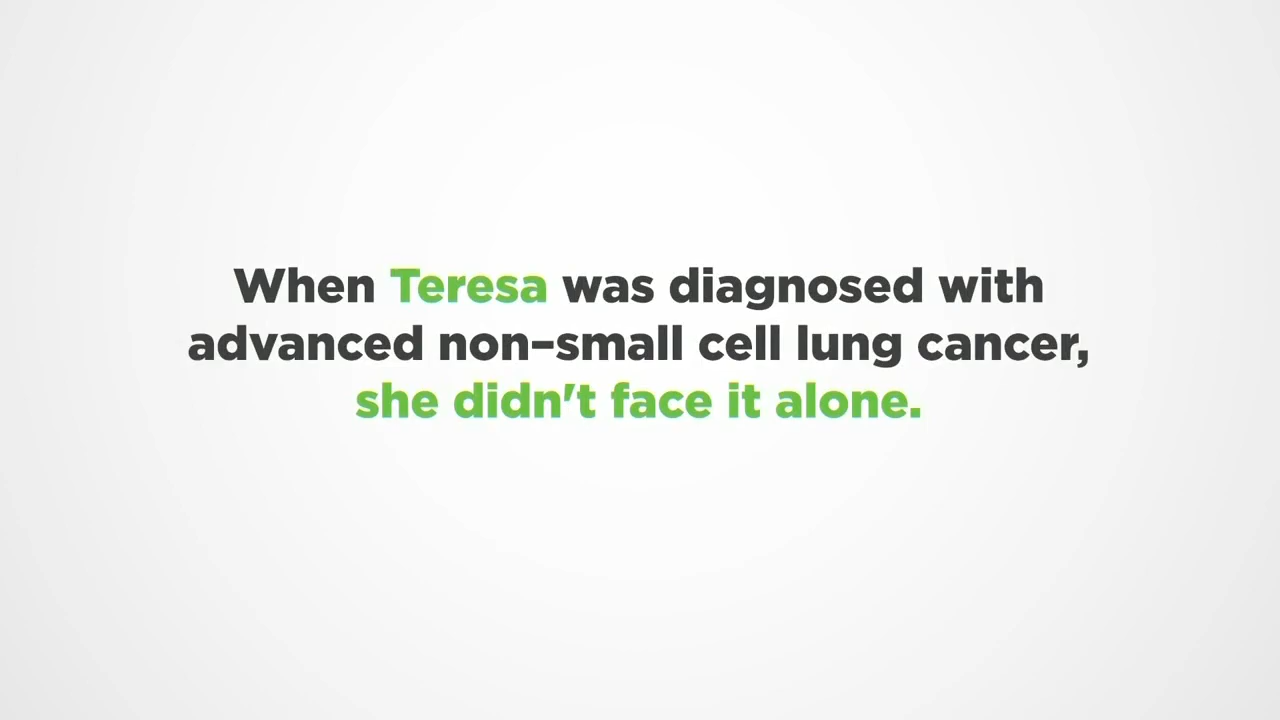 When Teresa was diagnosed with
advanced non–small cell lung cancer,
she didn't face it alone.